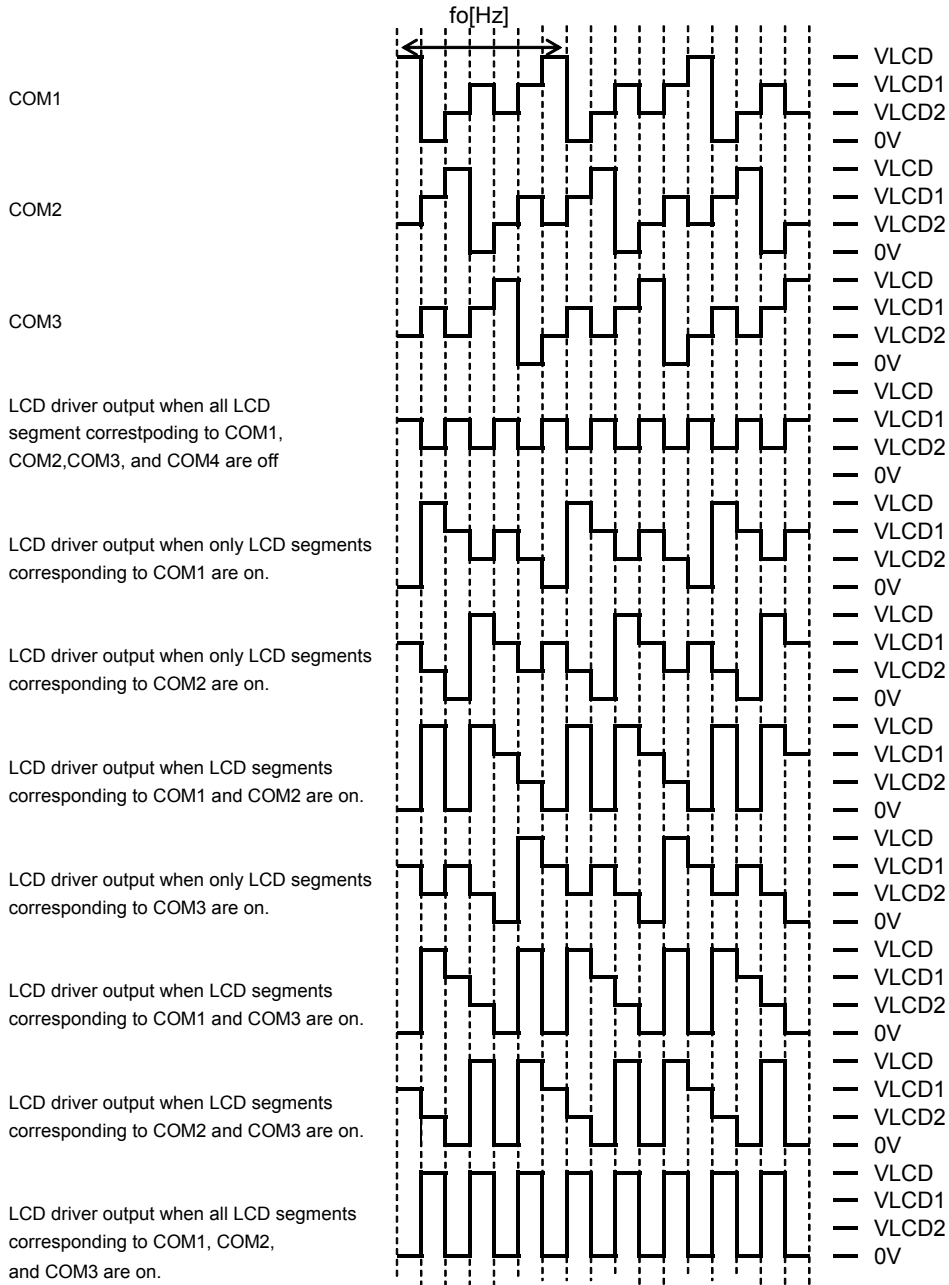 fo[Hz]
COM1
VLCD
VLCD1
VLCD2
0V
COM2
VLCD
VLCD1
VLCD2
0V
COM3
VLCD
VLCD1
VLCD2
0V
LCD driver output when all LCD
segment correstpoding to COM1,
COM2,COM3, and COM4 are off
VLCD
VLCD1
VLCD2
0V
LCD driver output when only LCD segments
corresponding to COM1 are on.
VLCD
VLCD1
VLCD2
0V
LCD driver output when only LCD segments
corresponding to COM2 are on.
VLCD
VLCD1
VLCD2
0V
LCD driver output when LCD segments
corresponding to COM1 and COM2 are on.
VLCD
VLCD1
VLCD2
0V
LCD driver output when only LCD segments
corresponding to COM3 are on.
VLCD
VLCD1
VLCD2
0V
LCD driver output when LCD segments
corresponding to COM1 and COM3 are on.
VLCD
VLCD1
VLCD2
0V
LCD driver output when LCD segments
corresponding to COM2 and COM3 are on.
VLCD
VLCD1
VLCD2
0V
LCD driver output when all LCD segments
corresponding to COM1, COM2,
and COM3 are on.
VLCD
VLCD1
VLCD2
0V